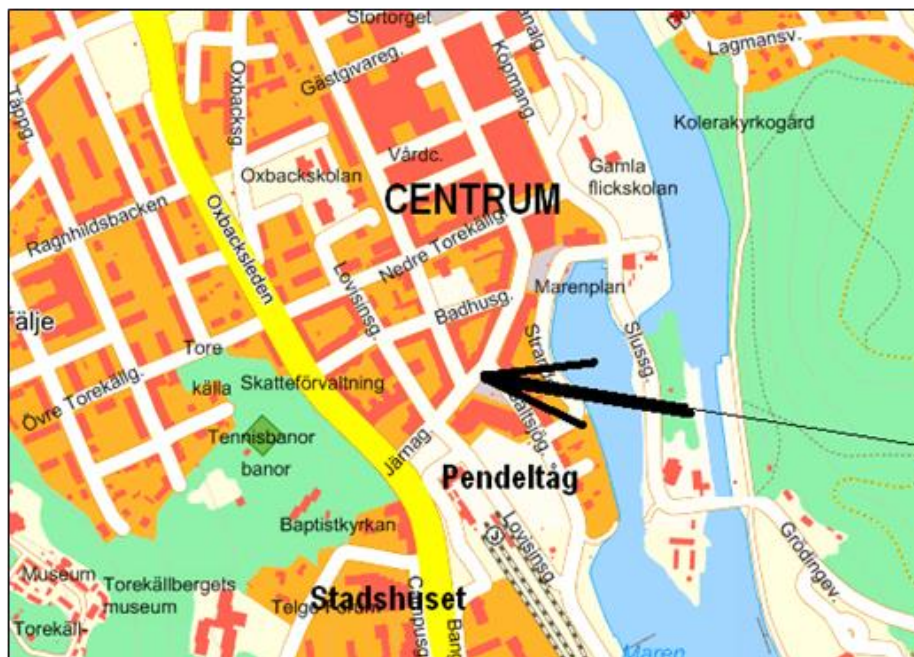 Stortorget
Gästgivareg.
Köpmang.
Lagmansv.
Oxbacksg.
Täppg.
Kolerakyrkogård
Vårdc.
Oxbackskolan
Gamla
flickskolan
CENTRUM
Ragnhildsbacken
Oxbacksleden
Nedre Torekällg.
Lovisinsg.
Marenplan
Badhusg.
Slussg.
älje
Tore
källa
Skatteförvaltning
Övre Torekällg.
Tennisbanor
banor
Järnag.
Pendeltåg
Baptistkyrkan
Lovisinsg.
Grödingev.
Museum
Torekällbergets
museum
Stadshuset
Torekäll-
Maren